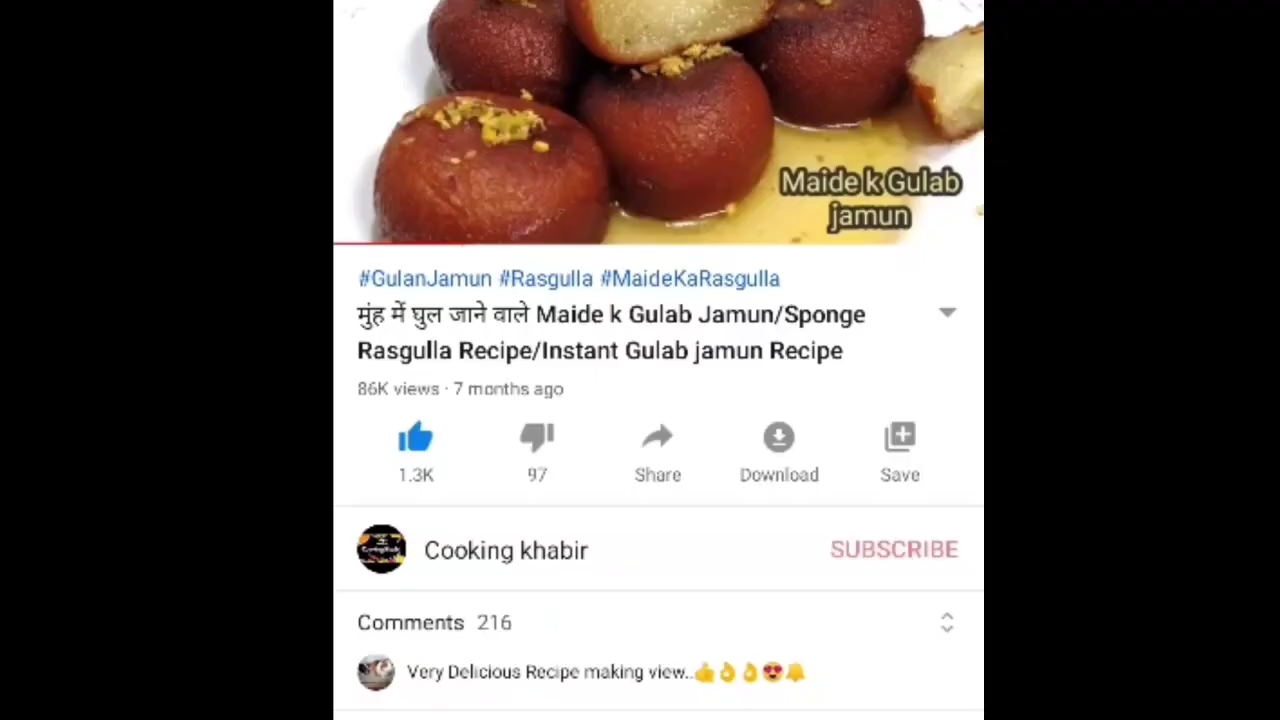 Maide k Gulab
jamun
#GulanJamun #Rasgulla #MaideKaRasgulla
मुंह में घुल जाने वाले Maide k Gulab Jamun/Sponge
Rasgulla Recipe/Instant Gulab jamun Recipe
86K views · 7 months ago
1.3K 97 Share Download Save
Cooking khabir SUBSCRIBE
Comments 216
Very Delicious Recipe making view..👍👌👌😍🔔